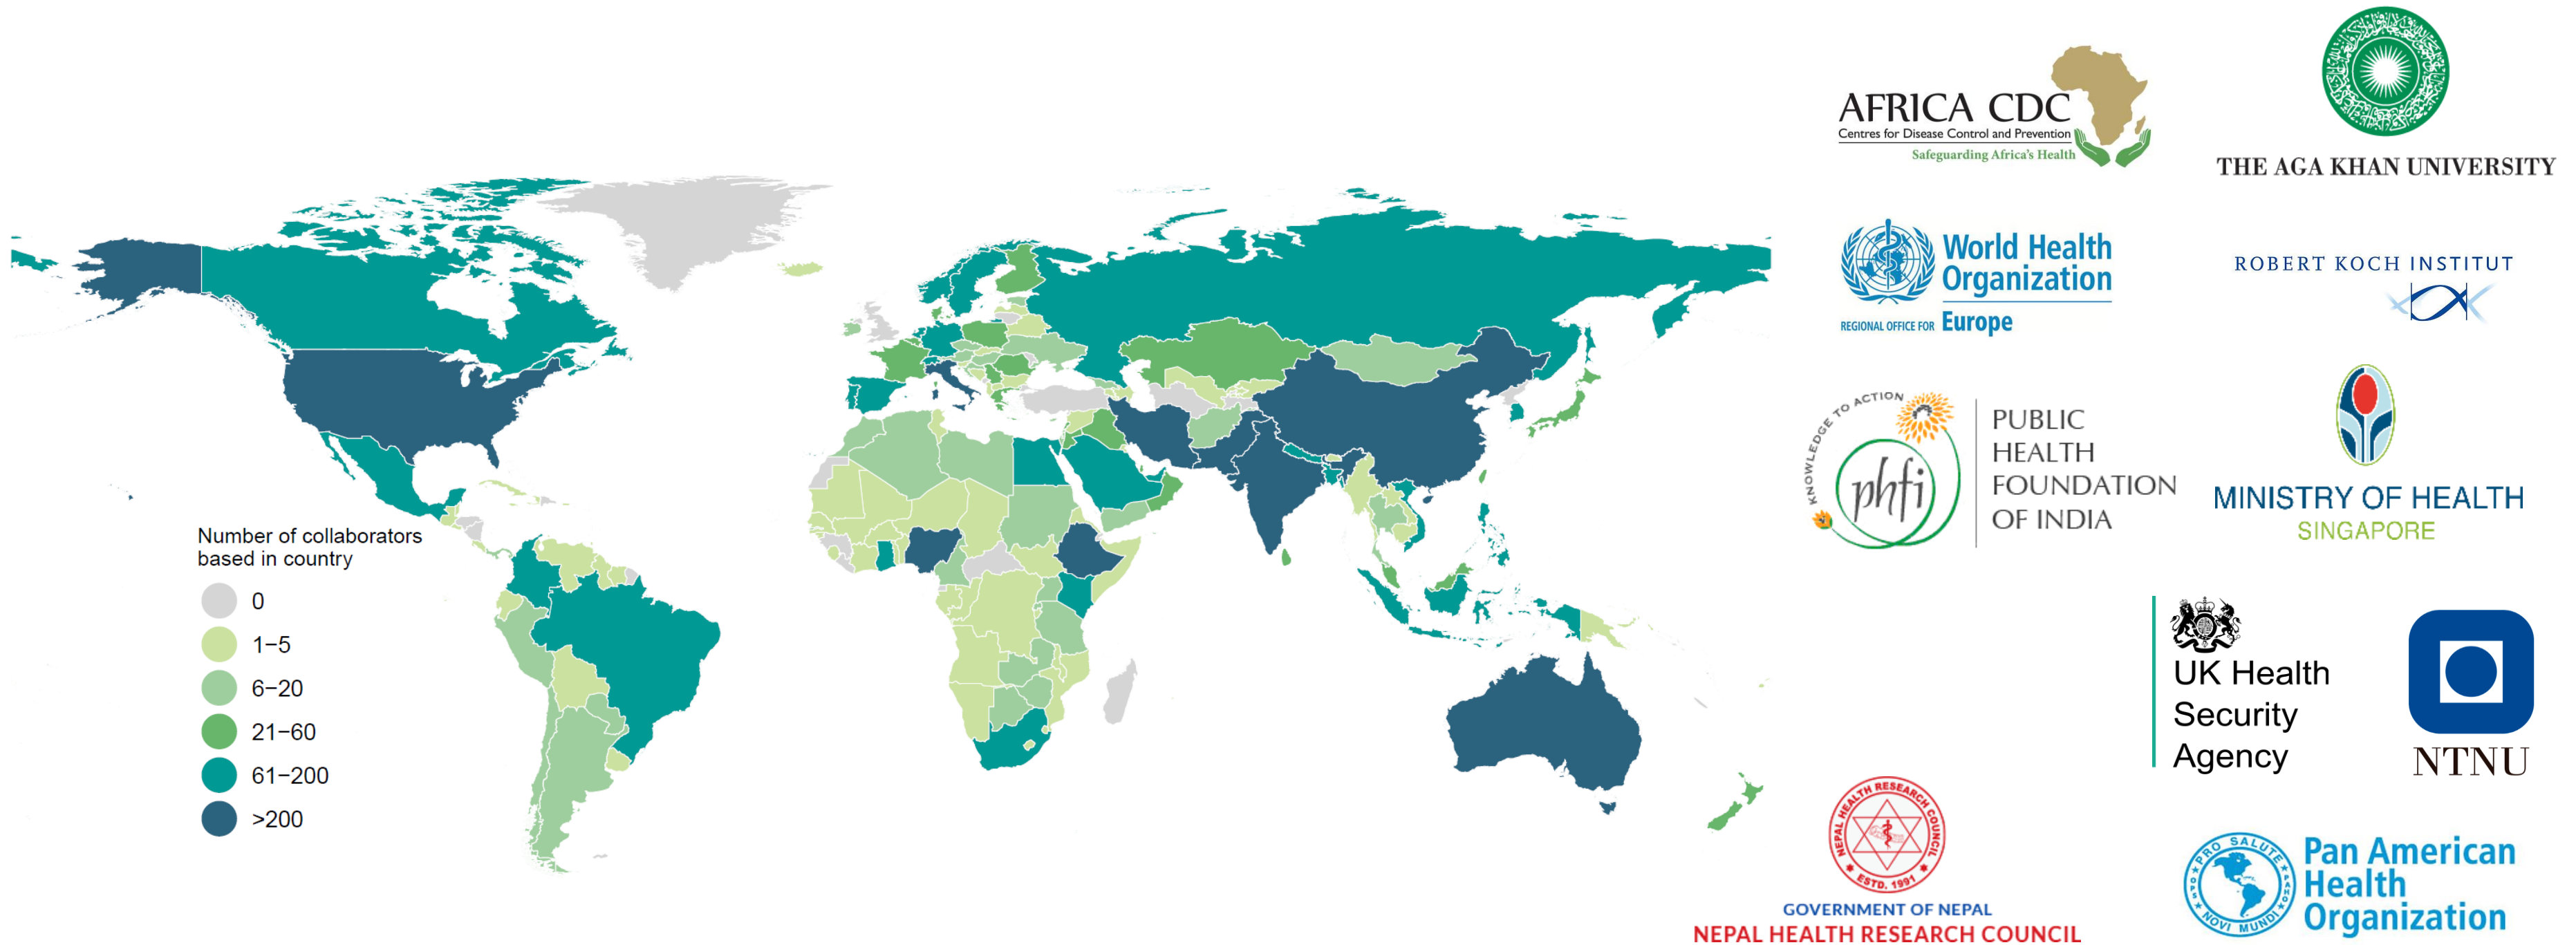 Number of collaborators
based in country
0
1–5
6–20
21–60
61–200
>200
AFRICA CDC
Centres for Disease Control and Prevention
Safeguarding Africa's Health
THE AGA KHAN UNIVERSITY
World Health
Organization
REGIONAL OFFICE FOR Europe
ROBERT KOCH INSTITUT
KNOWLEDGE TO ACTION
phfi
PUBLIC
HEALTH
FOUNDATION
OF INDIA
MINISTRY OF HEALTH
SINGAPORE
UK Health
Security
Agency
NTNU
NEPAL HEALTH RESEARCH COUNCIL
ESTD. 1991
GOVERNMENT OF NEPAL
NEPAL HEALTH RESEARCH COUNCIL
PRO SALUTE
NOVI MUNDI
Pan American
Health
Organization